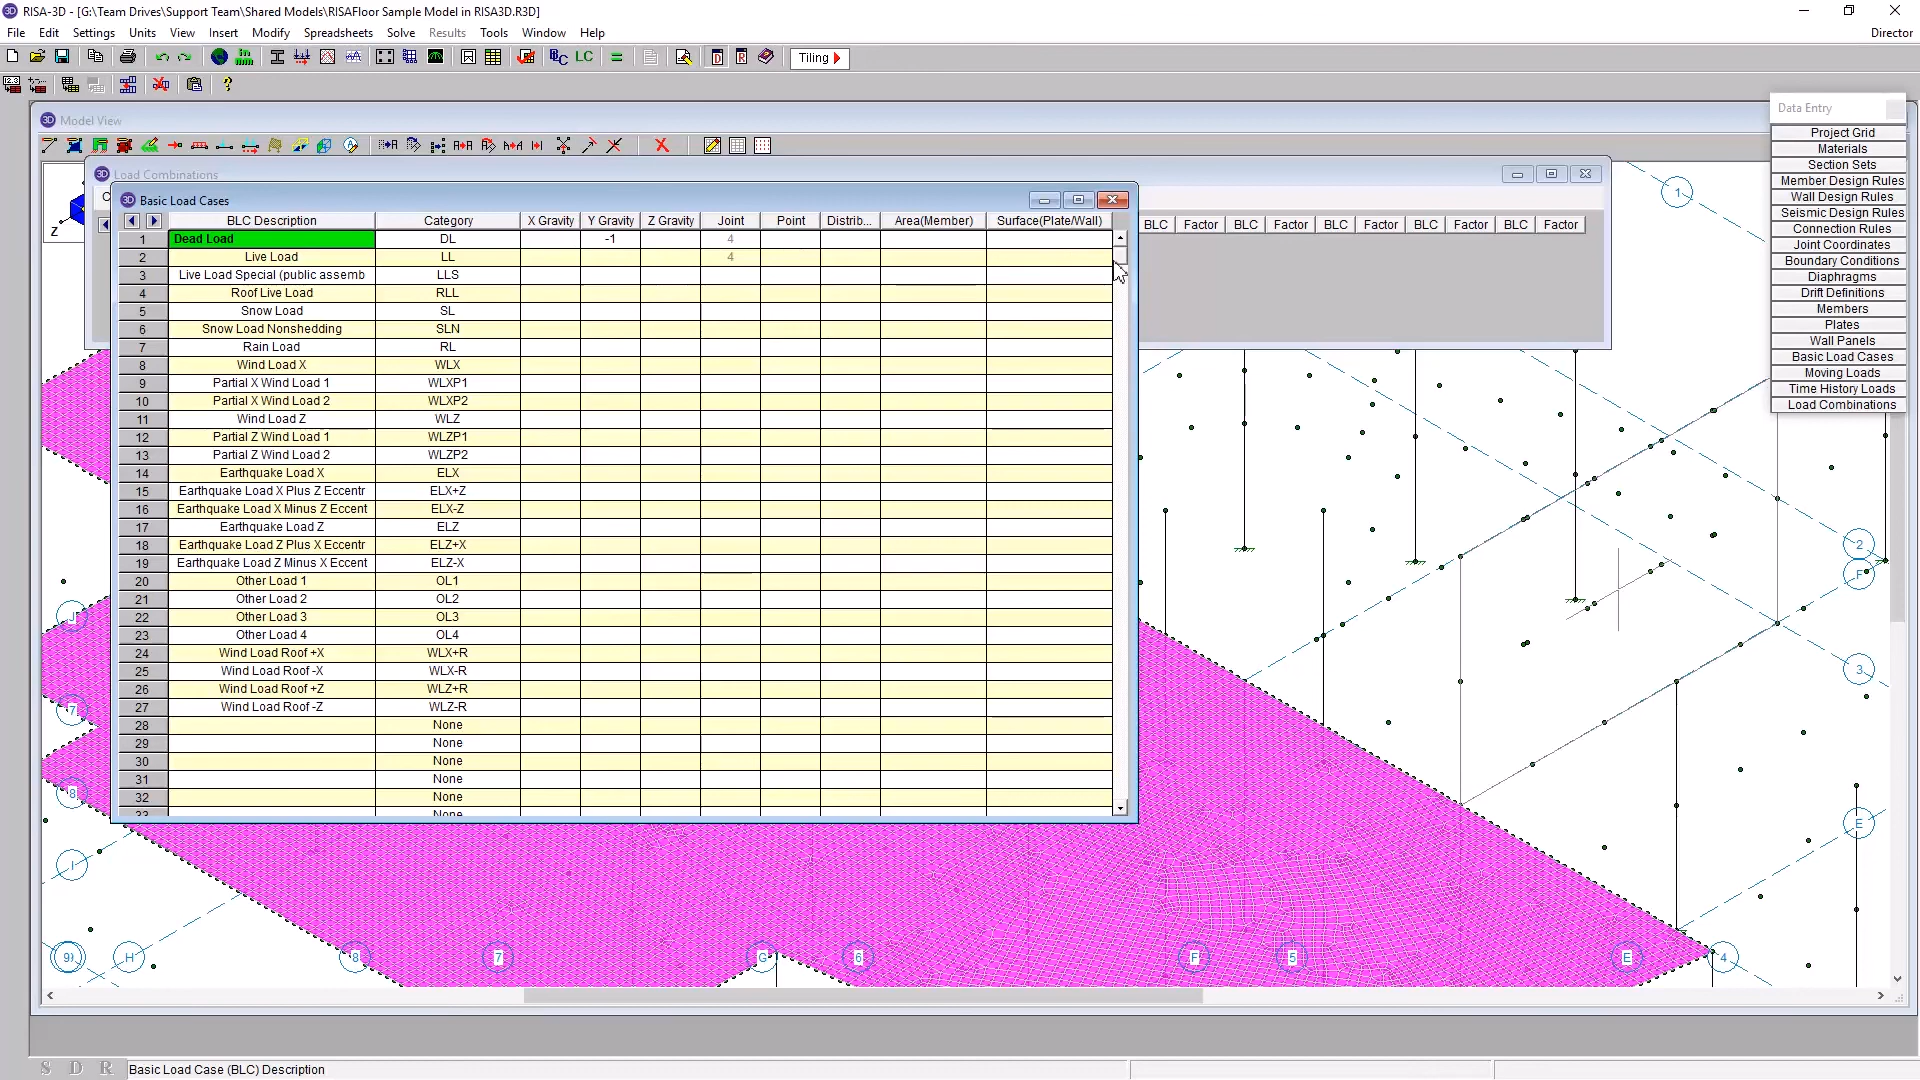 RISA-3D - [G:\Team Drives\Support Team\Shared Models\RISAFloor Sample Model in RISA3D.R3D]
File Edit Settings Units View Insert Modify Spreadsheets Solve Results Tools Window Help Director
Tiling
Model View
Data Entry
Project Grid
Materials
Section Sets
Member Design Rules
Wall Design Rules
Seismic Design Rules
Connection Rules
Joint Coordinates
Boundary Conditions
Diaphragms
Drift Definitions
Members
Plates
Wall Panels
Basic Load Cases
Moving Loads
Time History Loads
Load Combinations
Load Combinations
BLC Factor BLC Factor BLC Factor BLC Factor BLC Factor
Basic Load Cases
BLC Description Category X Gravity Y Gravity Z Gravity Joint Point Distrib... Area(Member) Surface(Plate/Wall)
1 Dead Load DL -1 4
2 Live Load LL 4
3 Live Load Special (public assemb LLS
4 Roof Live Load RLL
5 Snow Load SL
6 Snow Load Nonshedding SLN
7 Rain Load RL
8 Wind Load X WLX
9 Partial X Wind Load 1 WLXP1
10 Partial X Wind Load 2 WLXP2
11 Wind Load Z WLZ
12 Partial Z Wind Load 1 WLZP1
13 Partial Z Wind Load 2 WLZP2
14 Earthquake Load X ELX
15 Earthquake Load X Plus Z Eccentr ELX+Z
16 Earthquake Load X Minus Z Eccent ELX-Z
17 Earthquake Load Z ELZ
18 Earthquake Load Z Plus X Eccentr ELZ+X
19 Earthquake Load Z Minus X Eccent ELZ-X
20 Other Load 1 OL1
21 Other Load 2 OL2
22 Other Load 3 OL3
23 Other Load 4 OL4
24 Wind Load Roof +X WLX+R
25 Wind Load Roof -X WLX-R
26 Wind Load Roof +Z WLZ+R
27 Wind Load Roof -Z WLZ-R
28 None
29 None
30 None
31 None
32 None
33 None
Z
1
2
F
3
E
J
7
8
I
9 H 8 7 G 6 F 5 E 4
S D R Basic Load Case (BLC) Description